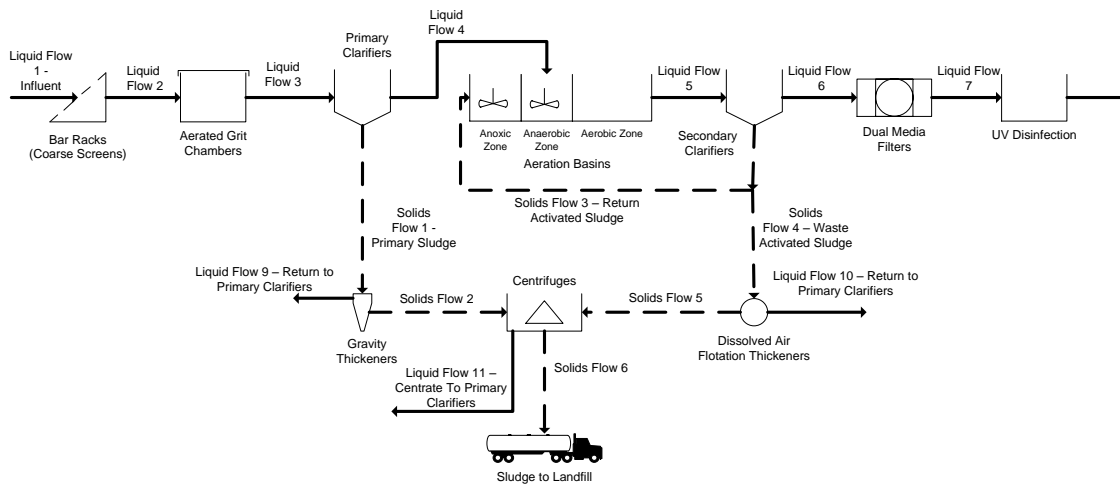 Liquid Flow
1 -
Influent
Liquid
Flow 2
Liquid
Flow 3
Primary
Clarifiers
Liquid
Flow 4
Liquid Flow
5
Liquid Flow
6
Liquid Flow
7
Bar Racks
(Coarse Screens)
Aerated Grit
Chambers
Anoxic
Zone
Anaerobic
Zone
Aerobic Zone
Aeration Basins
Secondary
Clarifiers
Dual Media
Filters
UV Disinfection
Solids Flow 3 – Return
Activated Sludge
Solids
Flow 1 -
Primary Sludge
Solids
Flow 4 – Waste
Activated Sludge
Liquid Flow 9 – Return to
Primary Clarifiers
Solids Flow 2
Centrifuges
Solids Flow 5
Liquid Flow 10 – Return to
Primary Clarifiers
Gravity
Thickeners
Dissolved Air
Flotation Thickeners
Liquid Flow 11 –
Centrate To Primary
Clarifiers
Solids Flow 6
Sludge to Landfill